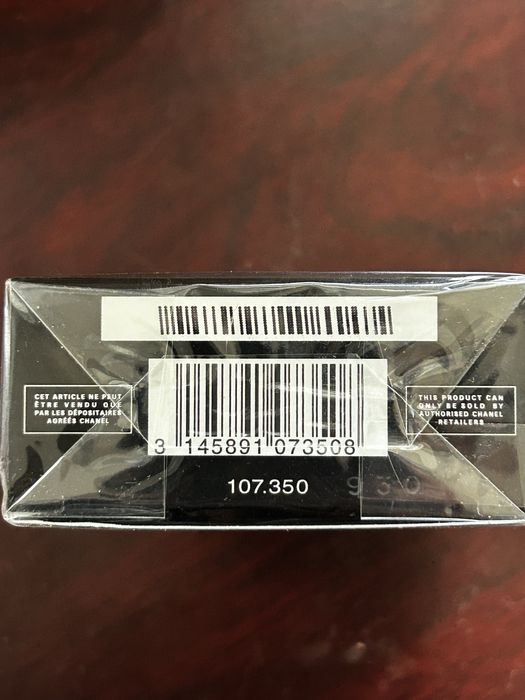 CET ARTICLE NE PEUT
ÊTRE VENDU QUE
PAR LES DÉPOSITAIRES
AGRÉÉS CHANEL
THIS PRODUCT CAN
ONLY BE SOLD BY
AUTHORISED CHANEL
RETAILERS
3 145891 073508
107.350
930